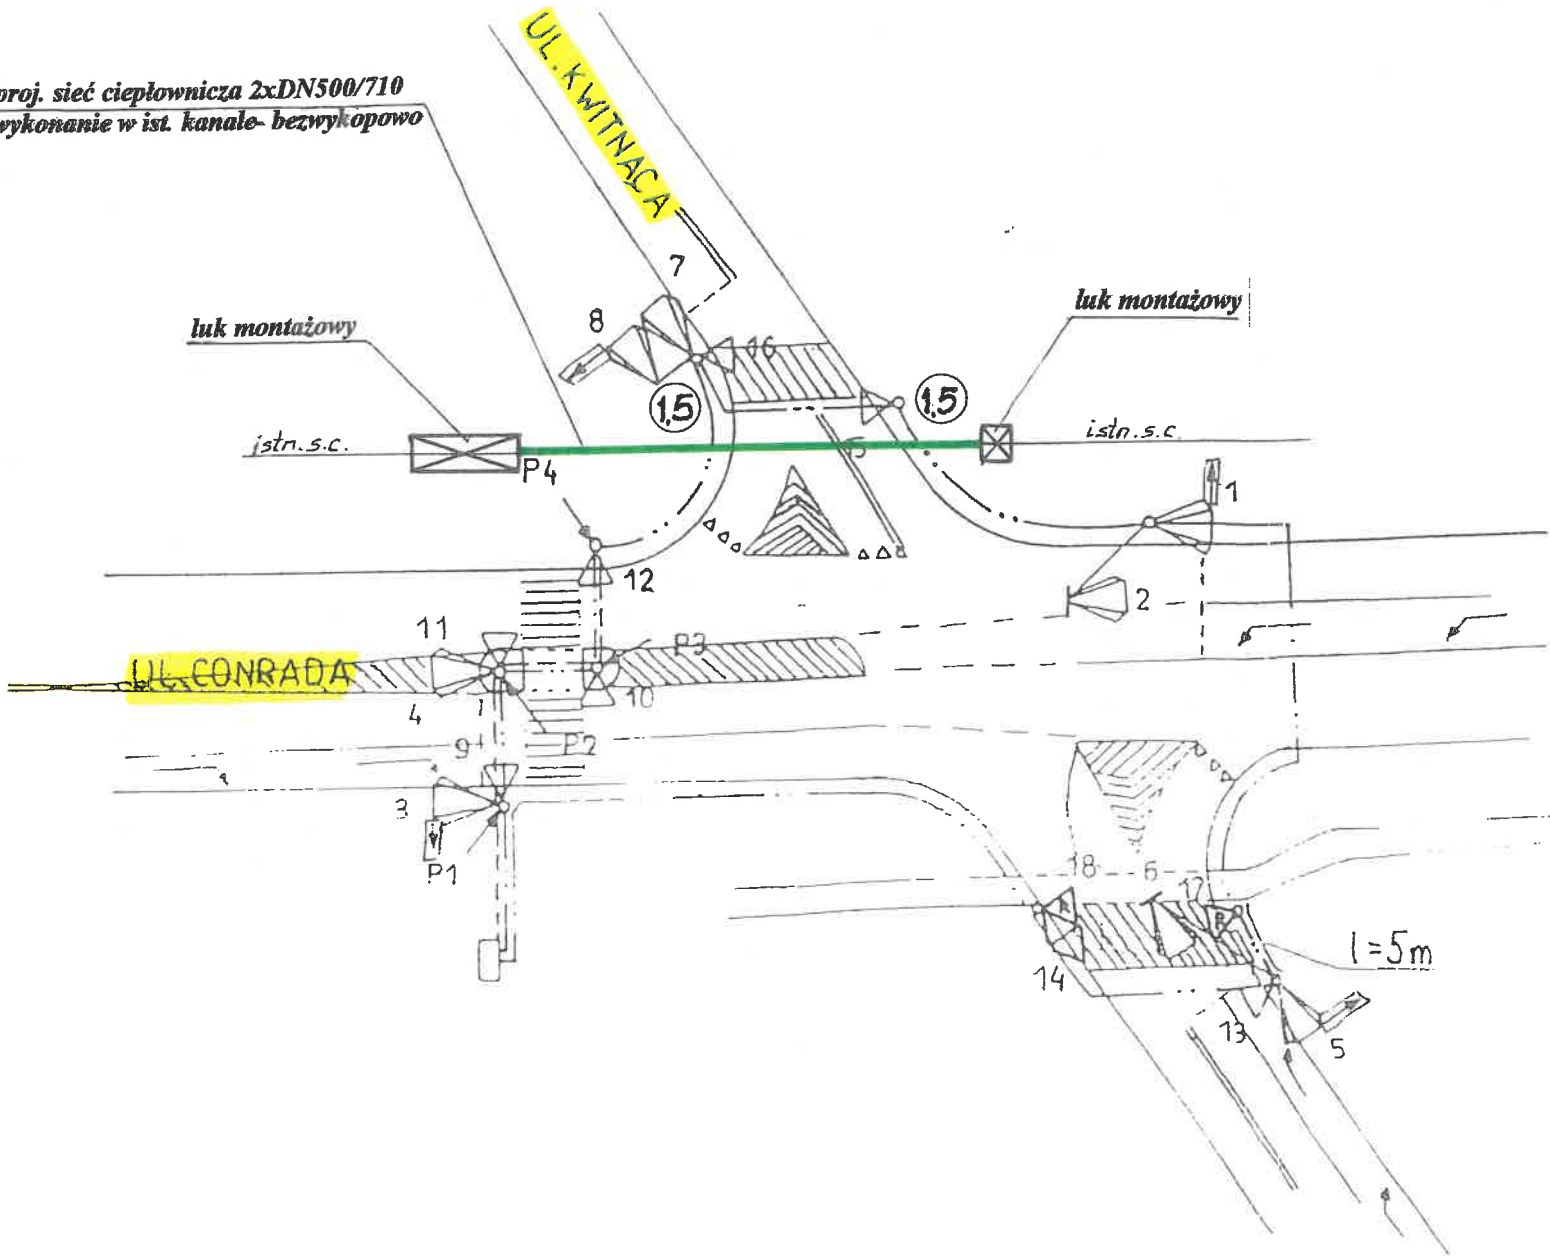 UL. KWITNĄCA
proj. sieć ciepłownicza 2xDN500/710
wykonanie w ist. kanale- bezwykopowo
7
luk montażowy
luk montażowy
8
16
1,5
1,5
istn.s.c.
istn.s.c.
P4
1
12
2
11
P3
UL. CONRADA
4
10
9
P2
3
P1
18
6
17
R
R
14
l=5m
13
5